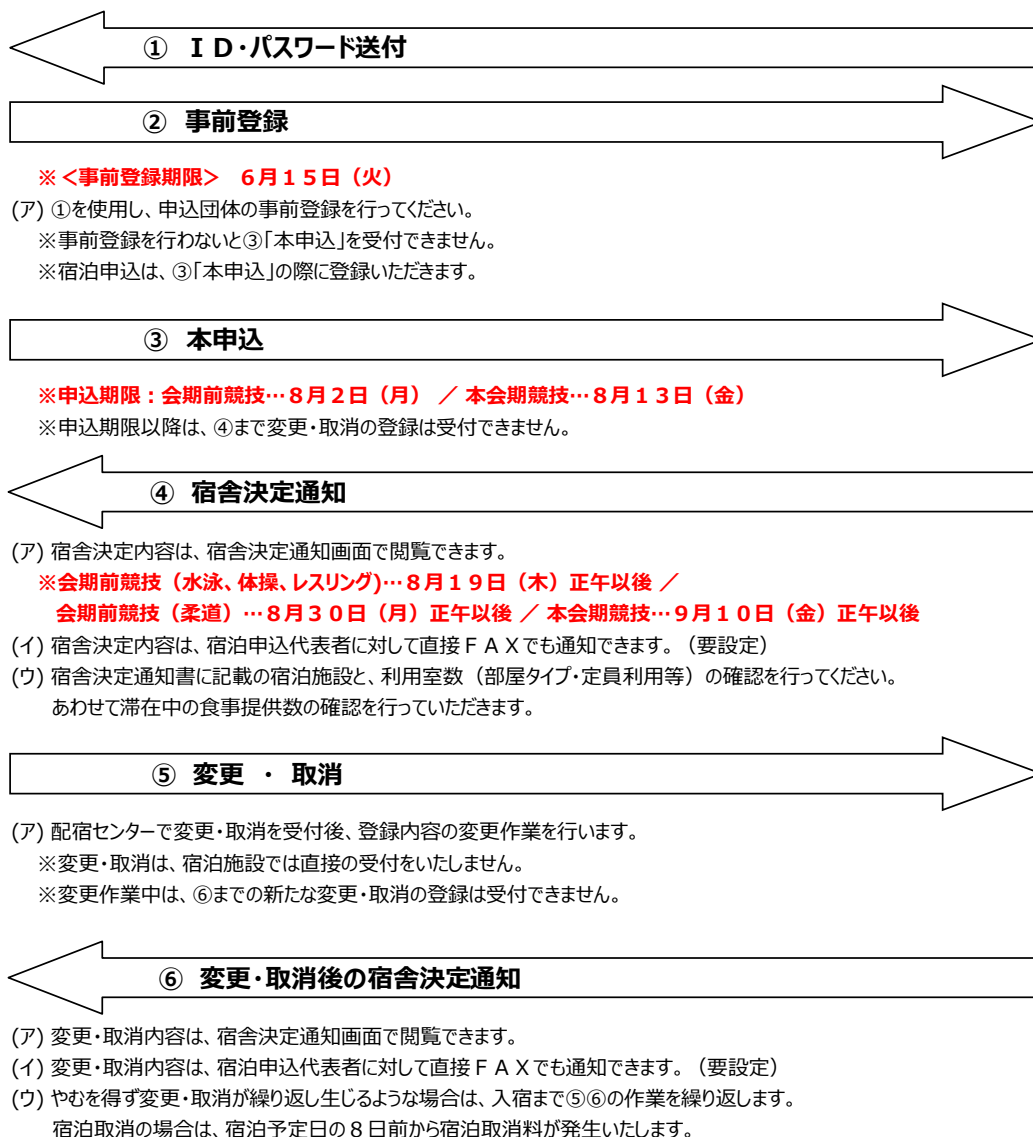 ① ＩＤ・パスワード送付
② 事前登録
※＜事前登録期限＞　６月１５日（火）
(ア) ①を使用し、申込団体の事前登録を行ってください。
※事前登録を行わないと③「本申込」を受付できません。
※宿泊申込は、③「本申込」の際に登録いただきます。
③ 本申込
※申込期限：会期前競技…８月２日（月） ／ 本会期競技…８月１３日（金）
※申込期限以降は、④まで変更・取消の登録は受付できません。
④ 宿舎決定通知
(ア) 宿舎決定内容は、宿舎決定通知画面で閲覧できます。
※会期前競技（水泳、体操、レスリング)…８月１９日（木）正午以後 ／
会期前競技（柔道）…８月３０日（月）正午以後 ／ 本会期競技…９月１０日（金）正午以後
(イ) 宿舎決定内容は、宿泊申込代表者に対して直接ＦＡＸでも通知できます。（要設定）
(ウ) 宿舎決定通知書に記載の宿泊施設と、利用室数（部屋タイプ・定員利用等）の確認を行ってください。
あわせて滞在中の食事提供数の確認を行っていただきます。
⑤ 変更 ・ 取消
(ア) 配宿センターで変更・取消を受付後、登録内容の変更作業を行います。
※変更・取消は、宿泊施設では直接の受付をいたしません。
※変更作業中は、⑥までの新たな変更・取消の登録は受付できません。
⑥ 変更・取消後の宿舎決定通知
(ア) 変更・取消内容は、宿舎決定通知画面で閲覧できます。
(イ) 変更・取消内容は、宿泊申込代表者に対して直接ＦＡＸでも通知できます。（要設定）
(ウ) やむを得ず変更・取消が繰り返し生じるような場合は、入宿まで⑤⑥の作業を繰り返します。
宿泊取消の場合は、宿泊予定日の８日前から宿泊取消料が発生いたします。